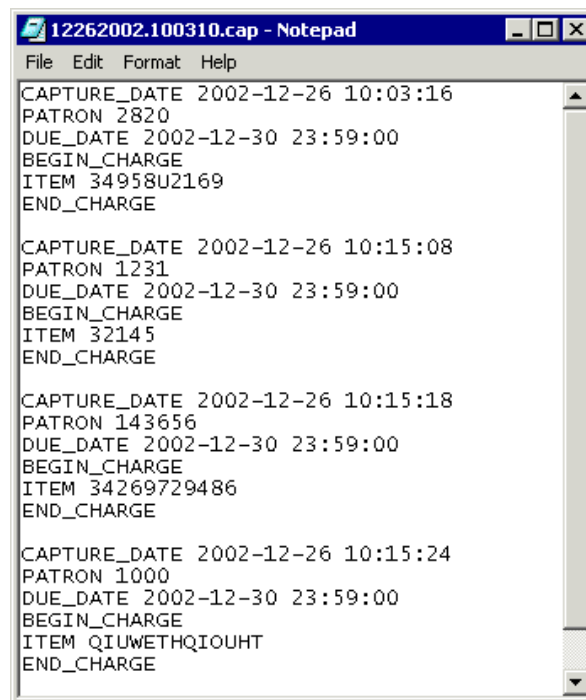 12262002.100310.cap - Notepad
File Edit Format Help
CAPTURE_DATE 2002-12-26 10:03:16
PATRON 2820
DUE_DATE 2002-12-30 23:59:00
BEGIN_CHARGE
ITEM 34958U2169
END_CHARGE

CAPTURE_DATE 2002-12-26 10:15:08
PATRON 1231
DUE_DATE 2002-12-30 23:59:00
BEGIN_CHARGE
ITEM 32145
END_CHARGE

CAPTURE_DATE 2002-12-26 10:15:18
PATRON 143656
DUE_DATE 2002-12-30 23:59:00
BEGIN_CHARGE
ITEM 34269729486
END_CHARGE

CAPTURE_DATE 2002-12-26 10:15:24
PATRON 1000
DUE_DATE 2002-12-30 23:59:00
BEGIN_CHARGE
ITEM QIUWETHQIOUHT
END_CHARGE